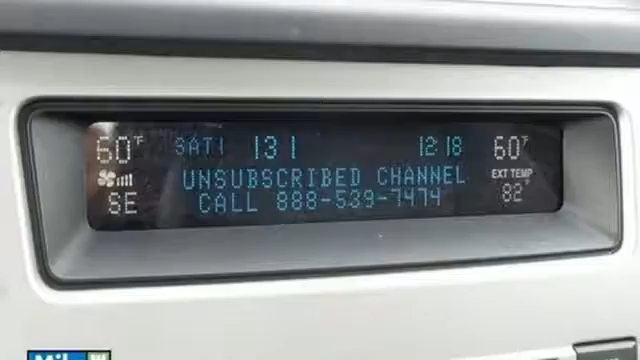 60°F SAT1 131 12:18 60°F
UNSUBSCRIBED CHANNEL EXT TEMP
SE CALL 888-539-7474 82°F